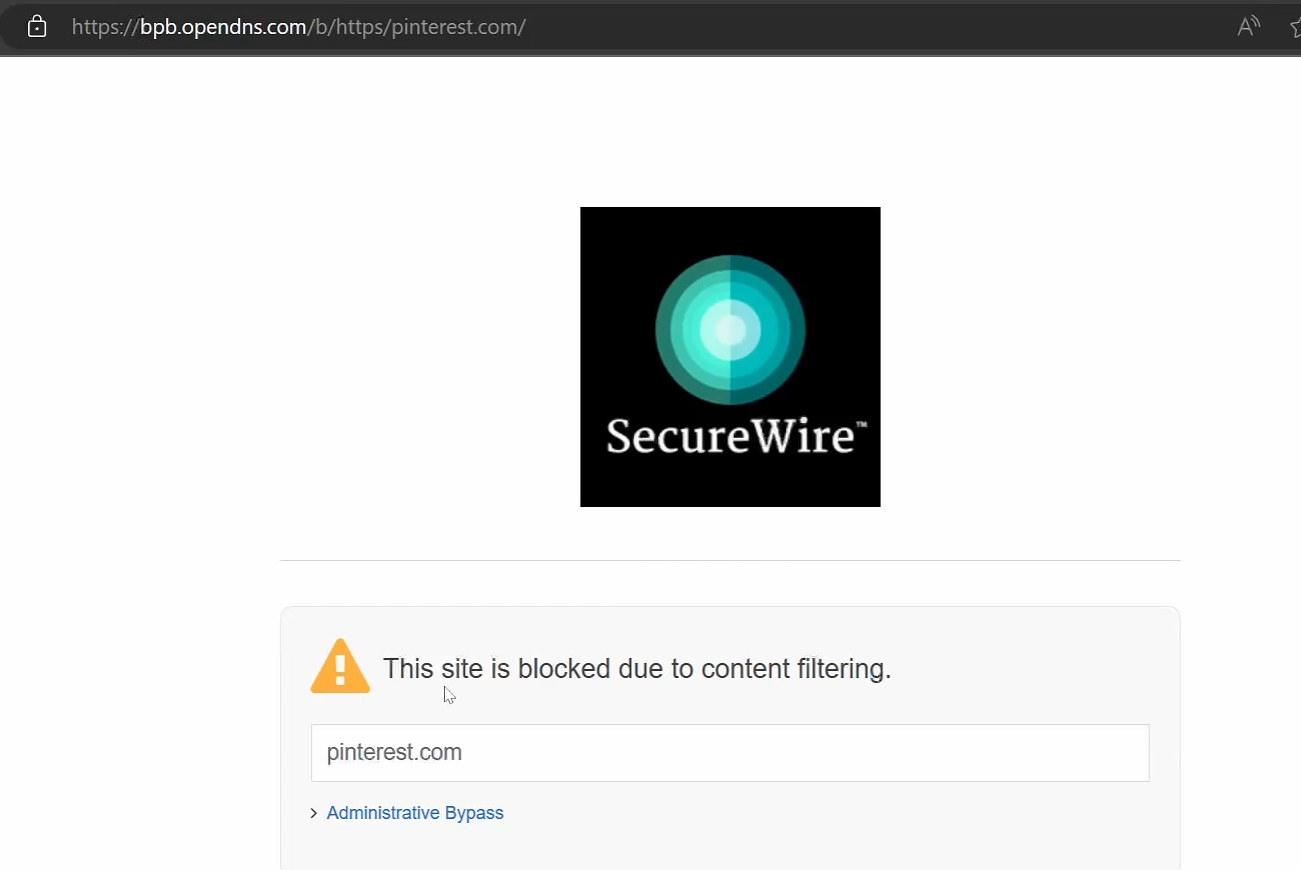 https://bpb.opendns.com/b/https/pinterest.com/
A
SecureWire™
This site is blocked due to content filtering.
pinterest.com
Administrative Bypass